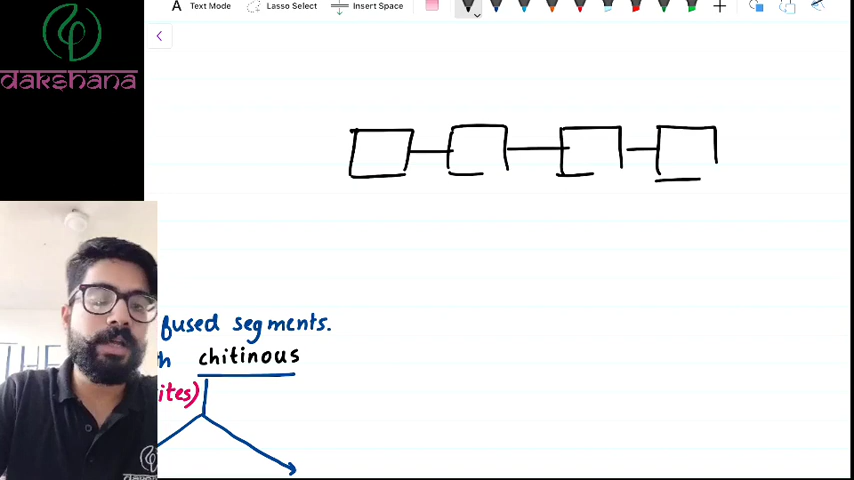 Text Mode
Lasso Select
Insert Space
dakshana
fused segments.
chitinous
ites)